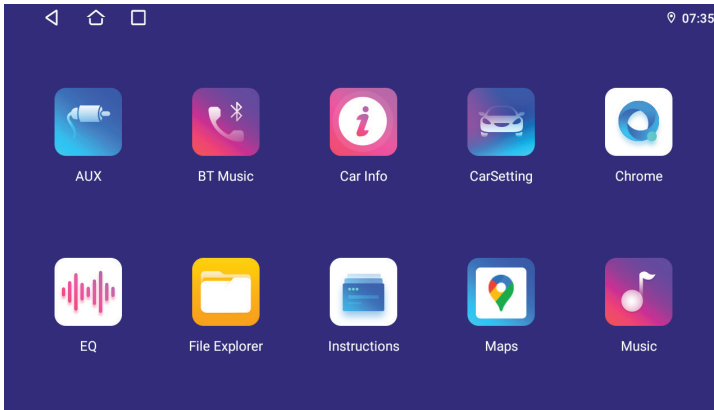 07:35
AUX
BT Music
Car Info
CarSetting
Chrome
EQ
File Explorer
Instructions
Maps
Music